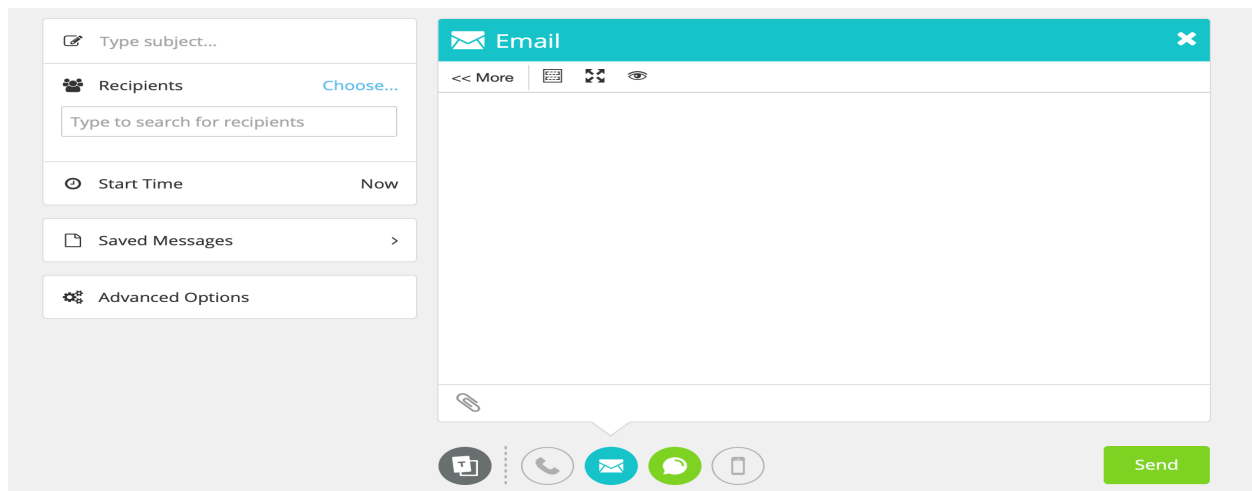 Type subject...
Recipients Choose...
Type to search for recipients
Start Time Now
Saved Messages >
Advanced Options
Email
<< More
T
Send